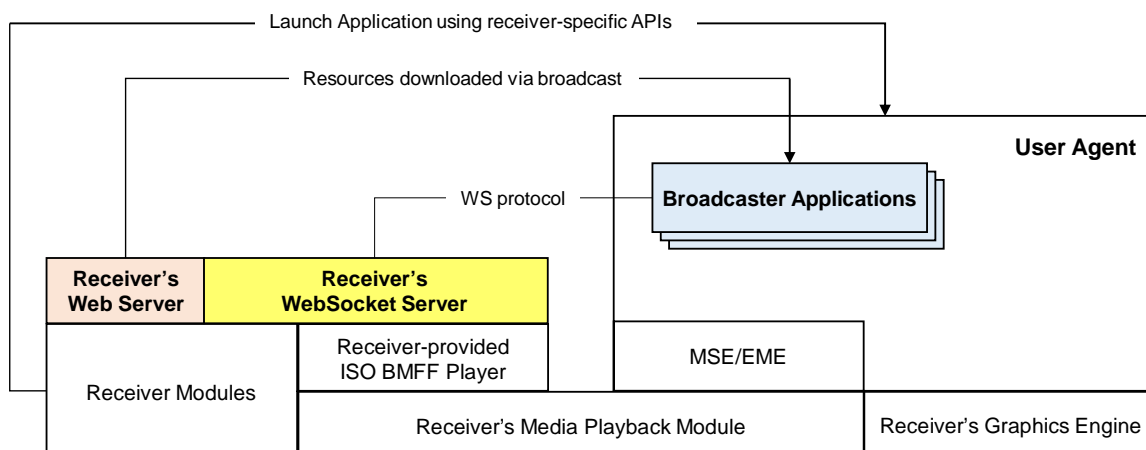 Launch Application using receiver-specific APIs
Resources downloaded via broadcast
User Agent
WS protocol
Broadcaster Applications
Receiver’s
Web Server
Receiver’s
WebSocket Server
Receiver-provided
ISO BMFF Player
MSE/EME
Receiver Modules
Receiver’s Media Playback Module
Receiver’s Graphics Engine